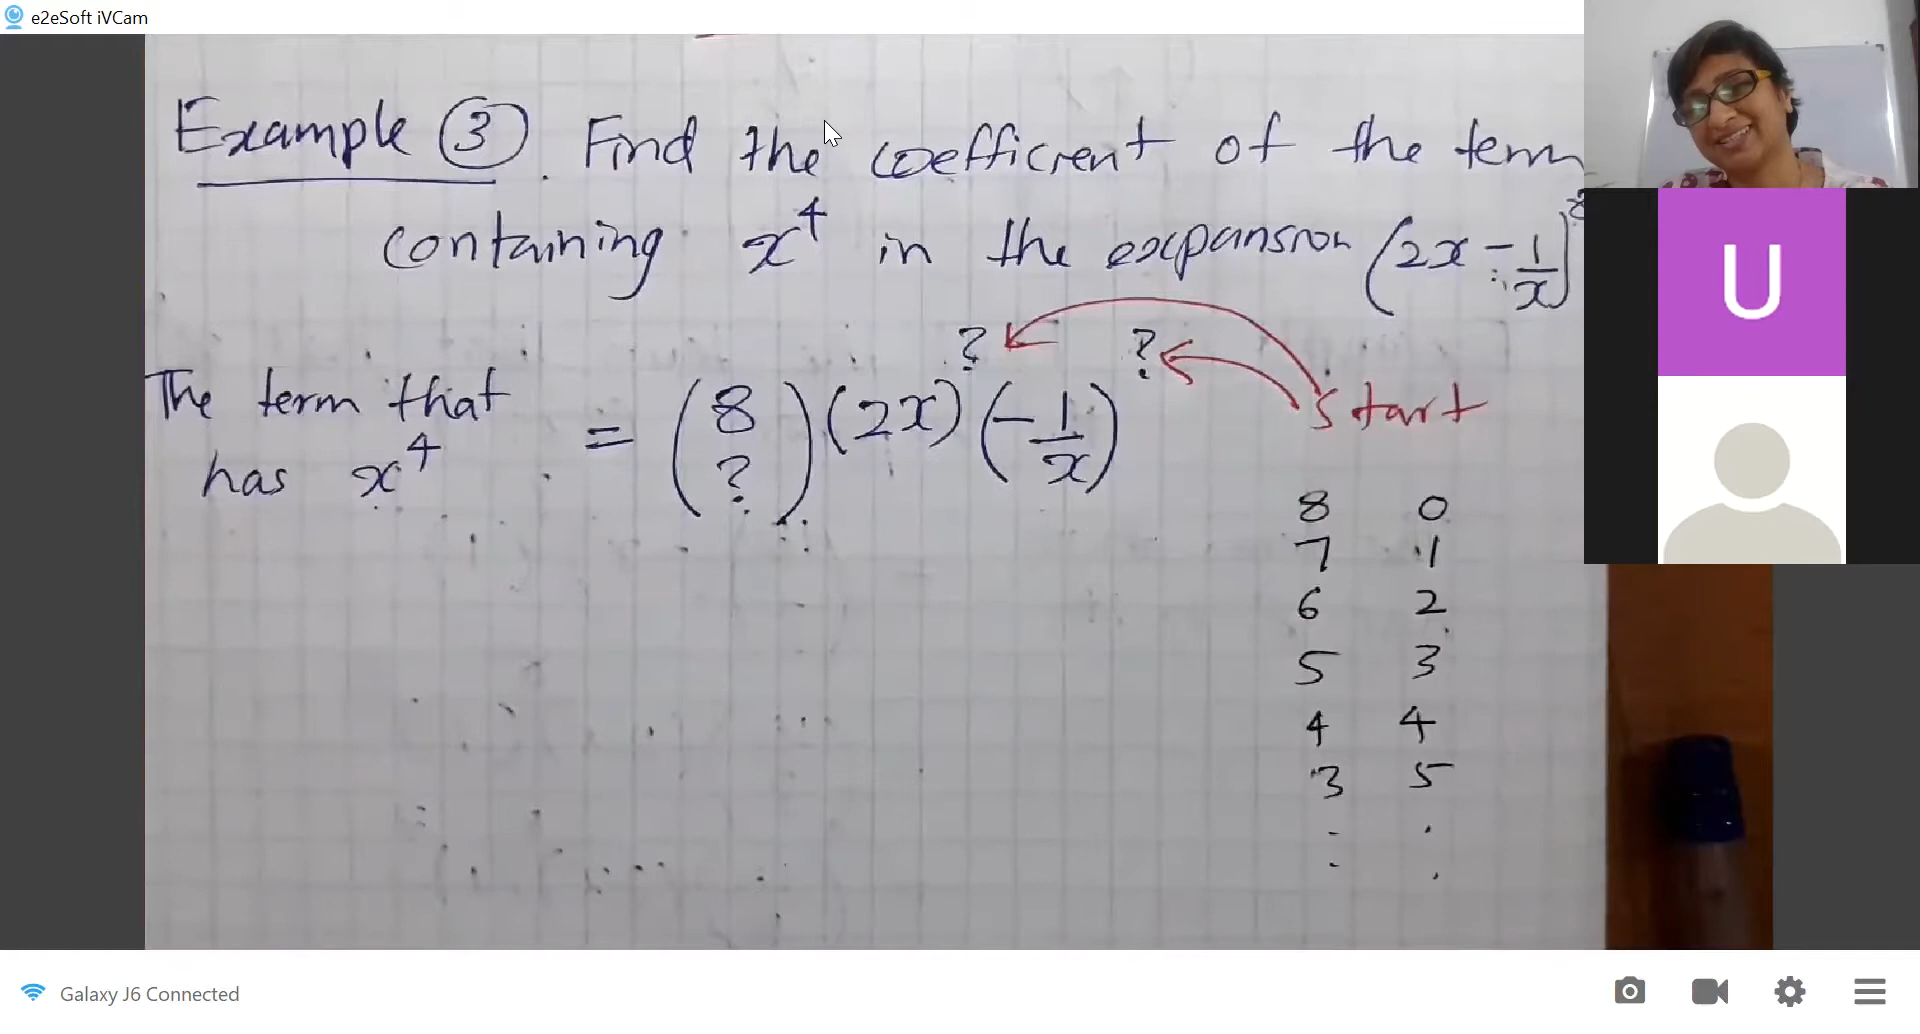 e2eSoft iVCam
Example ③. Find the coefficient of the term
containing x⁴ in the expansion (2x - 1/x)⁸
The term that has x⁴ = (8 ?) (2x)^? (-1/x)^?
Start
8 0
7 1
6 2
5 3
4 4
3 5
: :
U
Galaxy J6 Connected